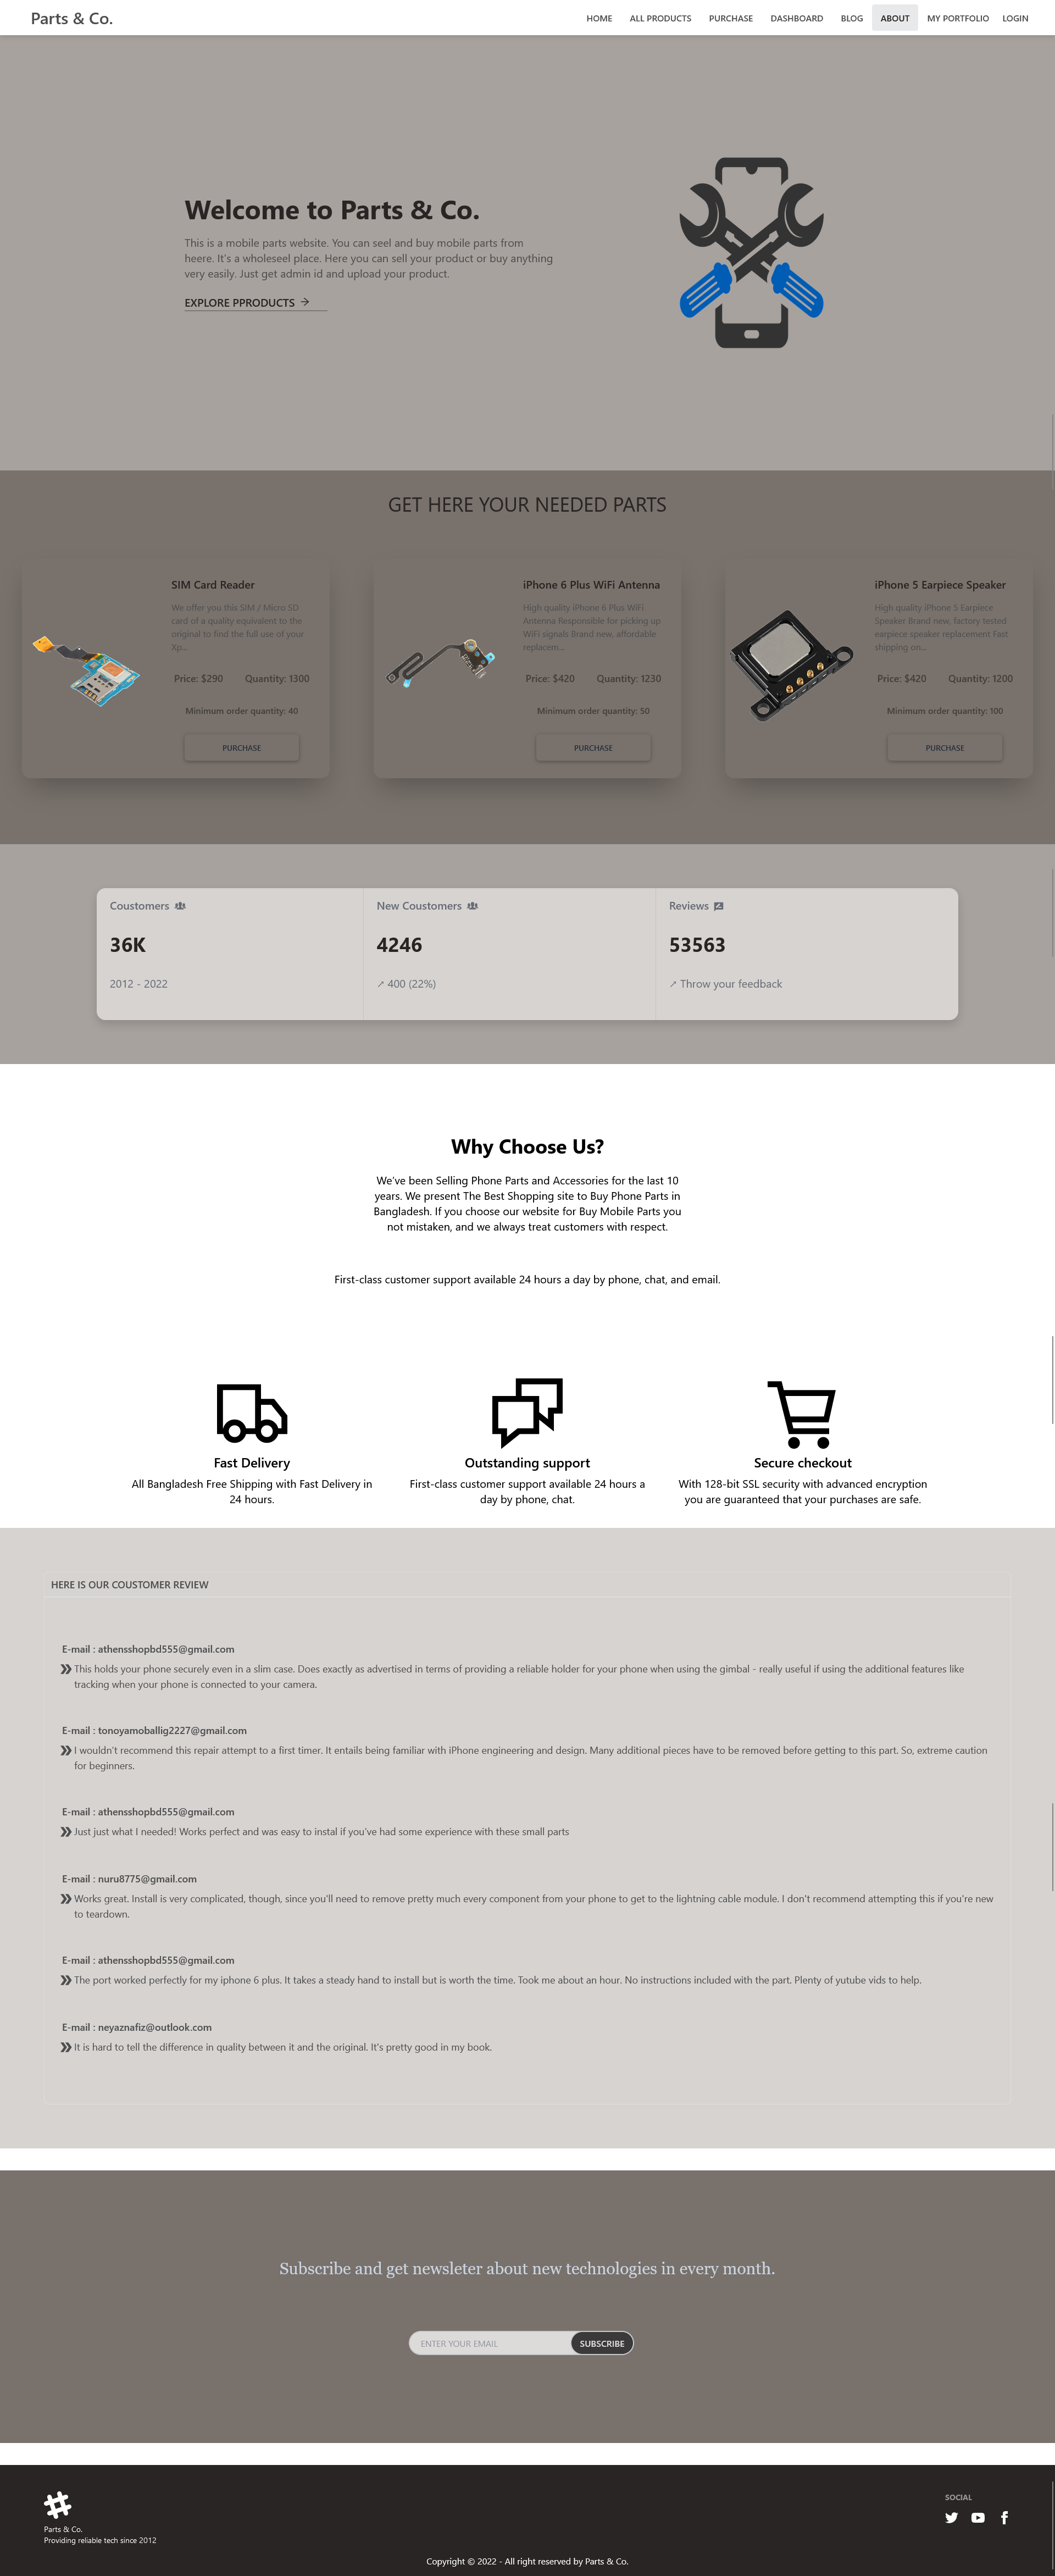 Parts & Co.
HOME ALL PRODUCTS PURCHASE DASHBOARD BLOG ABOUT MY PORTFOLIO LOGIN
Welcome to Parts & Co.
This is a mobile parts website. You can seel and buy mobile parts from
heere. It's a wholeseel place. Here you can sell your product or buy anything
very easily. Just get admin id and upload your product.
EXPLORE PPRODUCTS
GET HERE YOUR NEEDED PARTS
SIM Card Reader
We offer you this SIM / Micro SD
card of a quality equivalent to the
original to find the full use of your
Xp...
Price: $290 Quantity: 1300
Minimum order quantity: 40
PURCHASE
iPhone 6 Plus WiFi Antenna
High quality iPhone 6 Plus WiFi
Antenna Responsible for picking up
WiFi signals Brand new, affordable
replacem...
Price: $420 Quantity: 1230
Minimum order quantity: 50
PURCHASE
iPhone 5 Earpiece Speaker
High quality iPhone 5 Earpiece
Speaker Brand new, factory tested
earpiece speaker replacement Fast
shipping on...
Price: $420 Quantity: 1200
Minimum order quantity: 100
PURCHASE
Coustomers
36K
2012 - 2022
New Coustomers
4246
↗︎ 400 (22%)
Reviews
53563
↗︎ Throw your feedback
Why Choose Us?
We've been Selling Phone Parts and Accessories for the last 10
years. We present The Best Shopping site to Buy Phone Parts in
Bangladesh. If you choose our website for Buy Mobile Parts you
not mistaken, and we always treat customers with respect.
First-class customer support available 24 hours a day by phone, chat, and email.
Fast Delivery
All Bangladesh Free Shipping with Fast Delivery in
24 hours.
Outstanding support
First-class customer support available 24 hours a
day by phone, chat.
Secure checkout
With 128-bit SSL security with advanced encryption
you are guaranteed that your purchases are safe.
HERE IS OUR COUSTOMER REVIEW
E-mail : athensshopbd555@gmail.com
This holds your phone securely even in a slim case. Does exactly as advertised in terms of providing a reliable holder for your phone when using the gimbal - really useful if using the additional features like
tracking when your phone is connected to your camera.
E-mail : tonoyamoballig2227@gmail.com
I wouldn't recommend this repair attempt to a first timer. It entails being familiar with iPhone engineering and design. Many additional pieces have to be removed before getting to this part. So, extreme caution
for beginners.
E-mail : athensshopbd555@gmail.com
Just just what I needed! Works perfect and was easy to instal if you've had some experience with these small parts
E-mail : nuru8775@gmail.com
Works great. Install is very complicated, though, since you'll need to remove pretty much every component from your phone to get to the lightning cable module. I don't recommend attempting this if you're new
to teardown.
E-mail : athensshopbd555@gmail.com
The port worked perfectly for my iphone 6 plus. It takes a steady hand to install but is worth the time. Took me about an hour. No instructions included with the part. Plenty of yutube vids to help.
E-mail : neyaznafiz@outlook.com
It is hard to tell the difference in quality between it and the original. It's pretty good in my book.
Subscribe and get newsleter about new technologies in every month.
ENTER YOUR EMAIL SUBSCRIBE
Parts & Co.
Providing reliable tech since 2012
SOCIAL
Copyright © 2022 - All right reserved by Parts & Co.